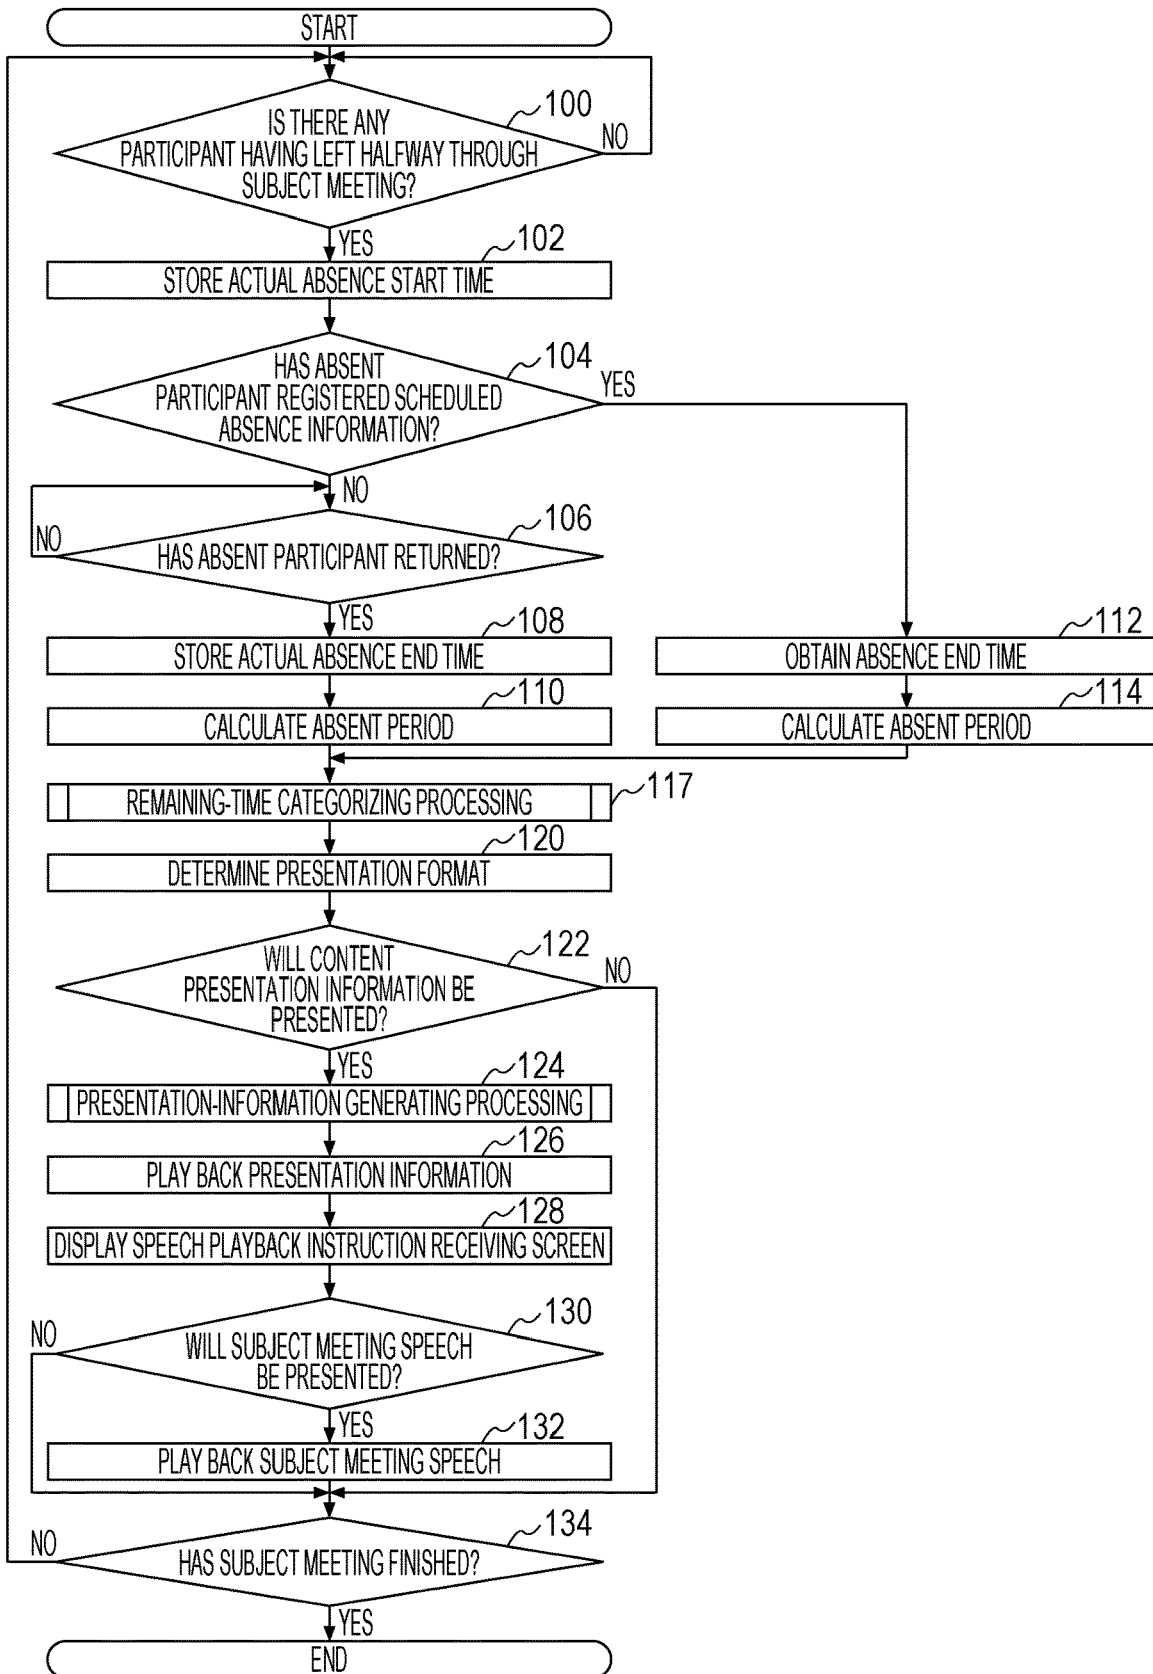 START
100
IS THERE ANY
PARTICIPANT HAVING LEFT HALFWAY THROUGH
SUBJECT MEETING?
NO
YES
102
STORE ACTUAL ABSENCE START TIME
104
HAS ABSENT
PARTICIPANT REGISTERED SCHEDULED
ABSENCE INFORMATION?
YES
NO
106
NO
HAS ABSENT PARTICIPANT RETURNED?
YES
108
STORE ACTUAL ABSENCE END TIME
112
OBTAIN ABSENCE END TIME
110
CALCULATE ABSENT PERIOD
114
CALCULATE ABSENT PERIOD
117
REMAINING-TIME CATEGORIZING PROCESSING
120
DETERMINE PRESENTATION FORMAT
122
WILL CONTENT
PRESENTATION INFORMATION BE
PRESENTED?
NO
YES
124
PRESENTATION-INFORMATION GENERATING PROCESSING
126
PLAY BACK PRESENTATION INFORMATION
128
DISPLAY SPEECH PLAYBACK INSTRUCTION RECEIVING SCREEN
130
NO
WILL SUBJECT MEETING SPEECH
BE PRESENTED?
YES
132
PLAY BACK SUBJECT MEETING SPEECH
134
NO
HAS SUBJECT MEETING FINISHED?
YES
END